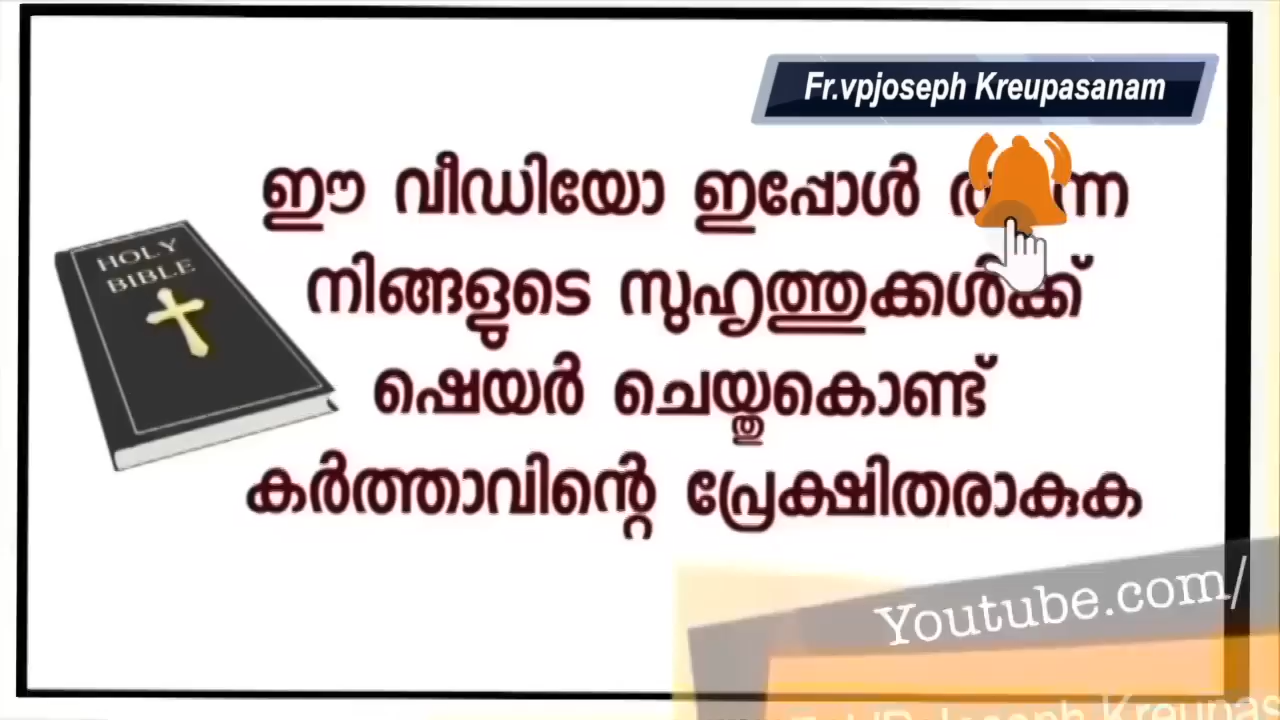 Fr.vpjoseph Kreupasanam
ഈ വീഡിയോ ഇപ്പോൾ
HOLY
BIBLE
നിങ്ങളുടെ സുഹൃത്തുക്കൾക്ക്
ഷെയർ ചെയ്തുകൊണ്ട്
കർത്താവിന്റെ പ്രേക്ഷിതരാകുക
Youtube.com/